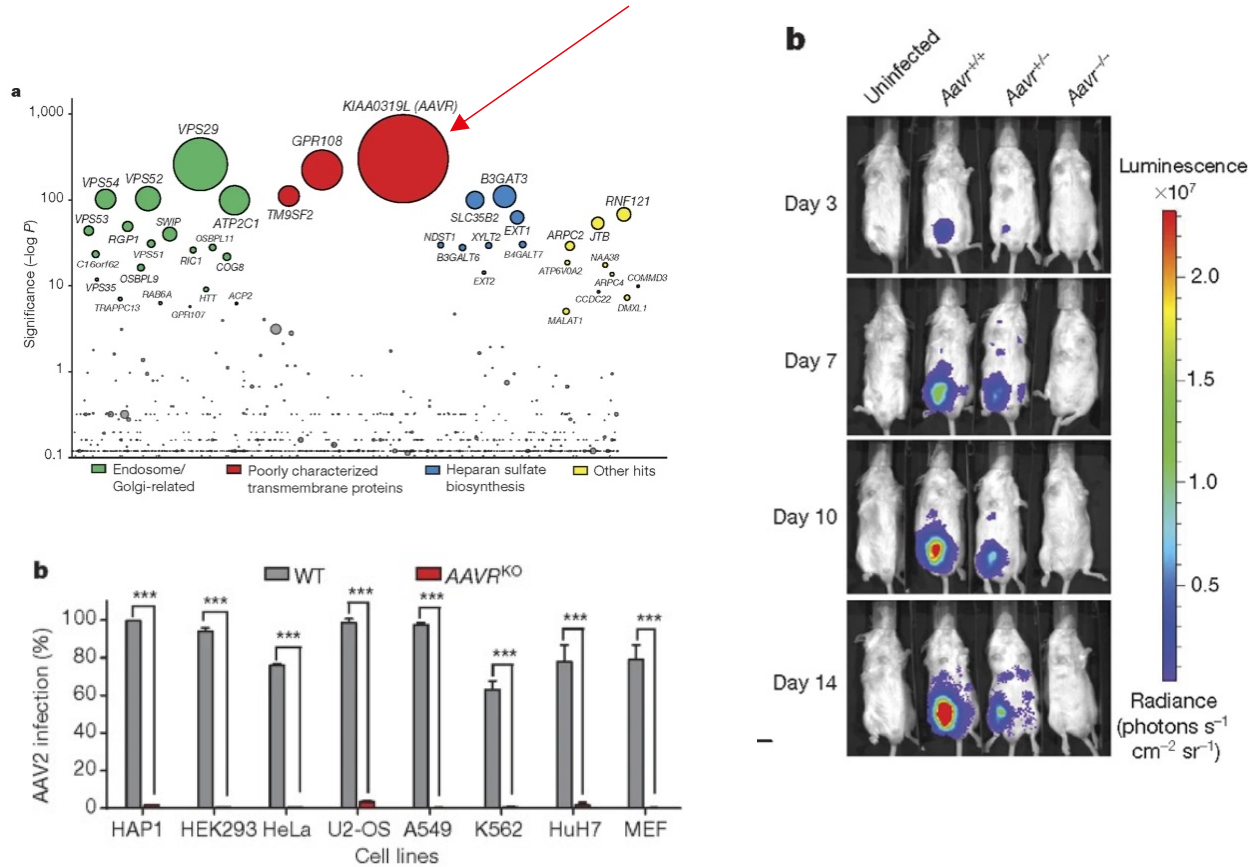 a
Significance (–log P)
1,000
100
10
1
0.1
KIAA0319L (AAVR)
VPS29
GPR108
VPS54
VPS52
B3GAT3
RNF121
VPS53
SWIP
ATP2C1
TM9SF2
SLC35B2
RGP1
OSBPL11
EXT1
JTB
VPS51
NDST1
XYLT2
ARPC2
C16orf162
RIC1
COG8
B3GALT6
B4GALT7
NAA38
OSBPL9
ATP6V0A2
VPS35
EXT2
ARPC4
COMMD3
TRAPPC13
RAB6A
HTT
ACP2
CCDC22
GPR107
MALAT1
DMXL1
Endosome/
Golgi-related
Poorly characterized
transmembrane proteins
Heparan sulfate
biosynthesis
Other hits
b
WT
AAVRKO
AAV2 infection (%)
100
80
60
40
20
0
***
***
***
***
***
***
***
***
HAP1 HEK293 HeLa U2-OS A549 K562 HuH7 MEF
Cell lines
b
Uninfected
Aavr+/+
Aavr+/–
Aavr–/–
Day 3
Day 7
Day 10
Day 14
Luminescence
×10⁷
2.0
1.5
1.0
0.5
Radiance
(photons s⁻¹
cm⁻² sr⁻¹)